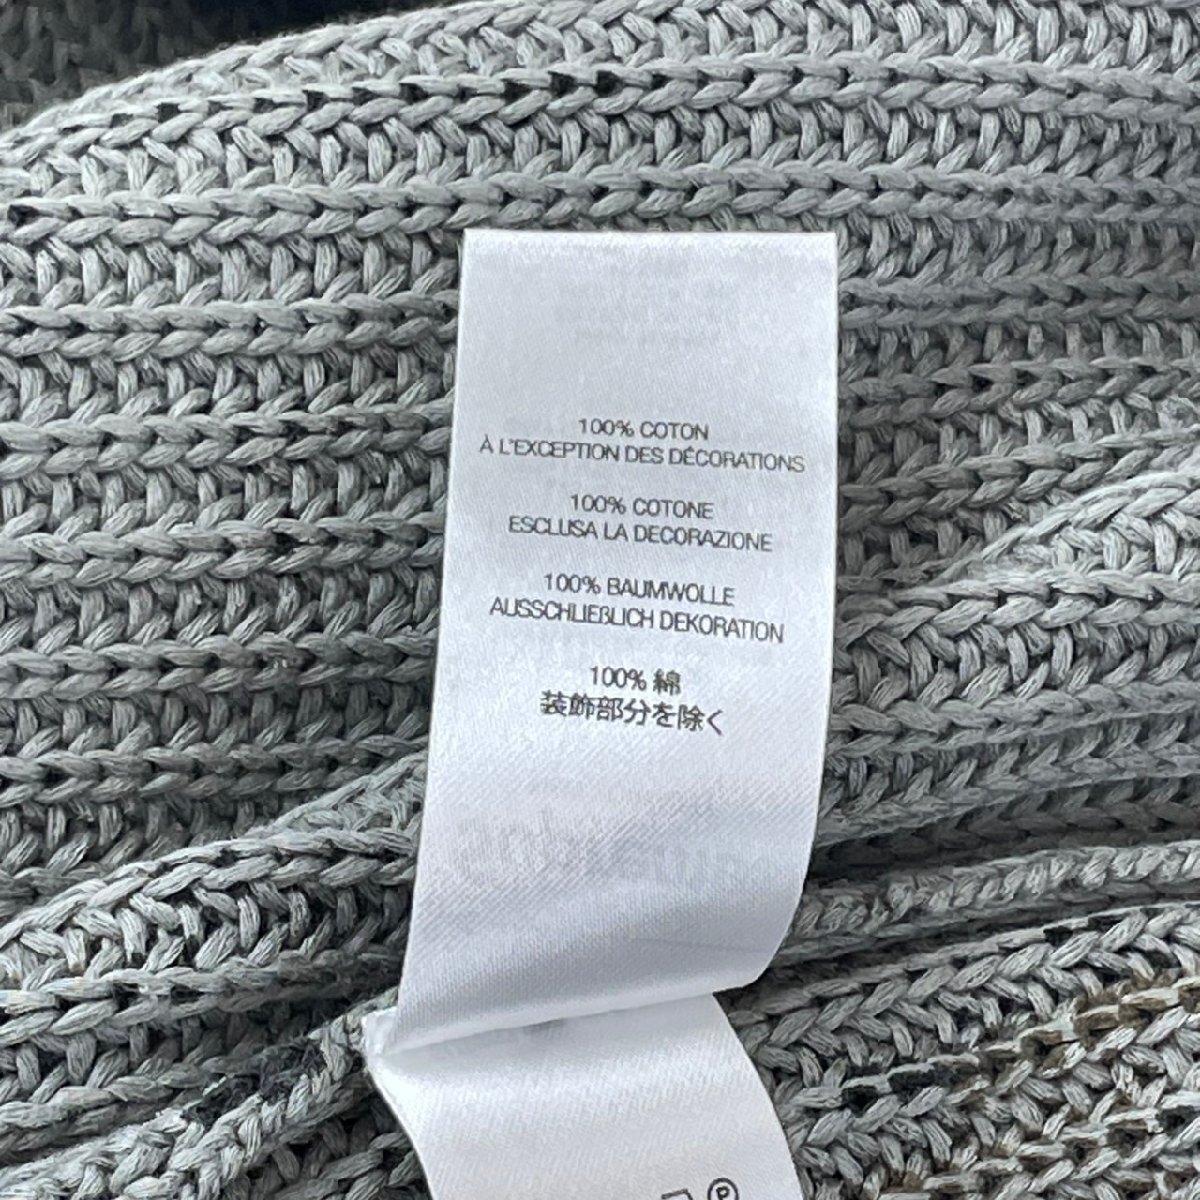 100% COTON
À L'EXCEPTION DES DÉCORATIONS
100% COTONE
ESCLUSA LA DECORAZIONE
100% BAUMWOLLE
AUSSCHLIEßLICH DEKORATION
100% 綿
装飾部分を除く
P